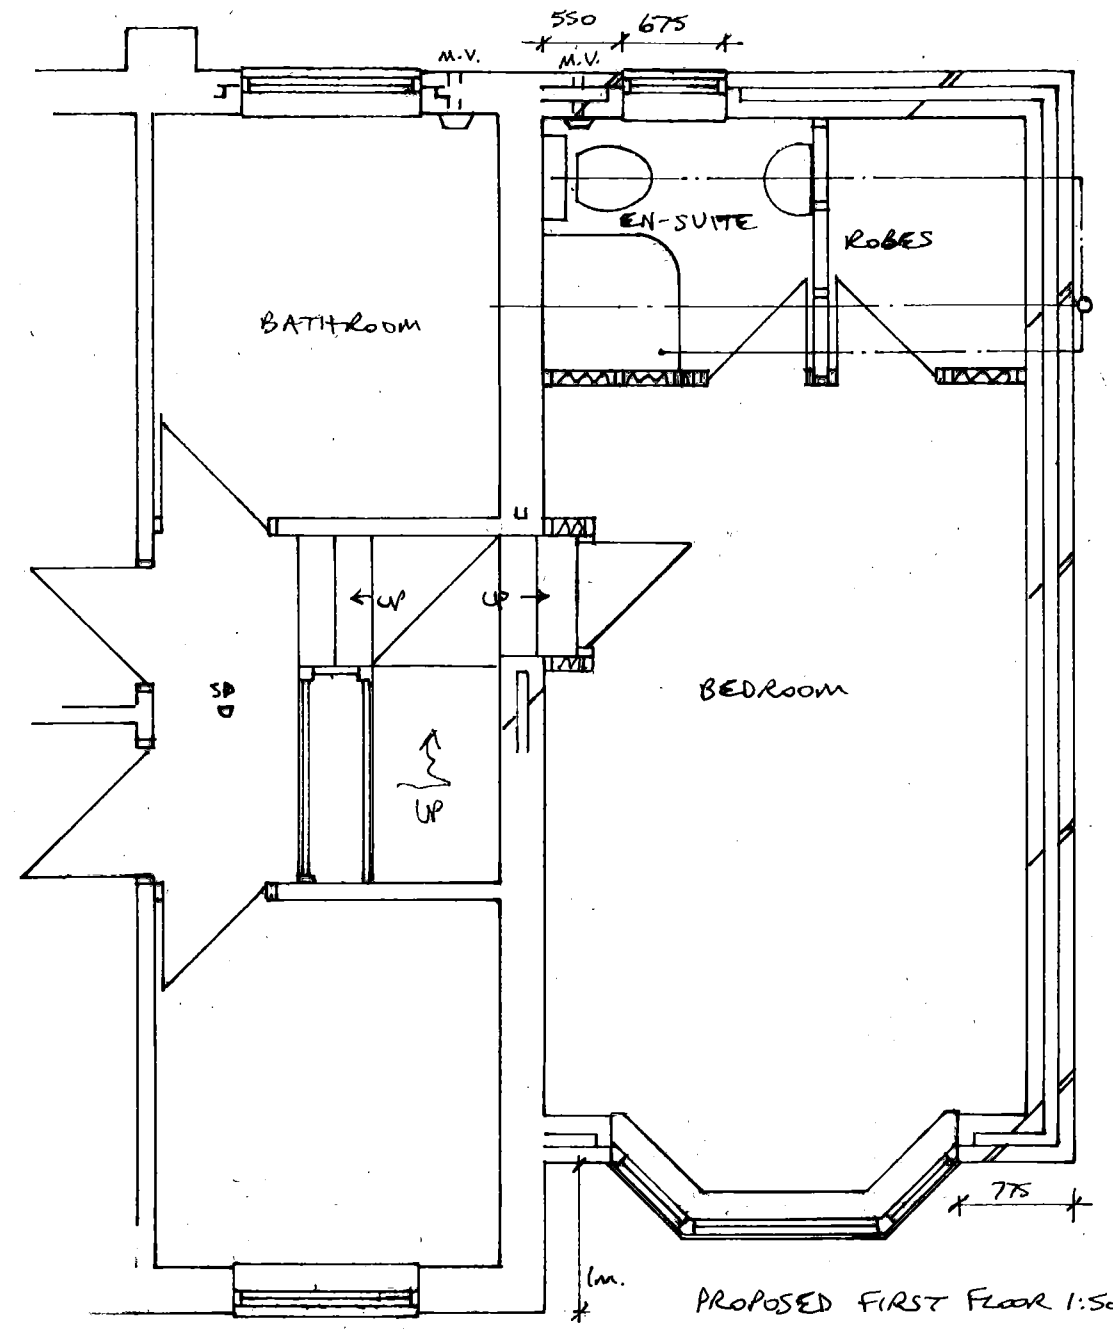 550 675
M.V. M.V.
EN-SUITE
ROBES
BATHROOM
UP UP
SD
BEDROOM
UP
775
1m.
PROPOSED FIRST FLOOR 1:50